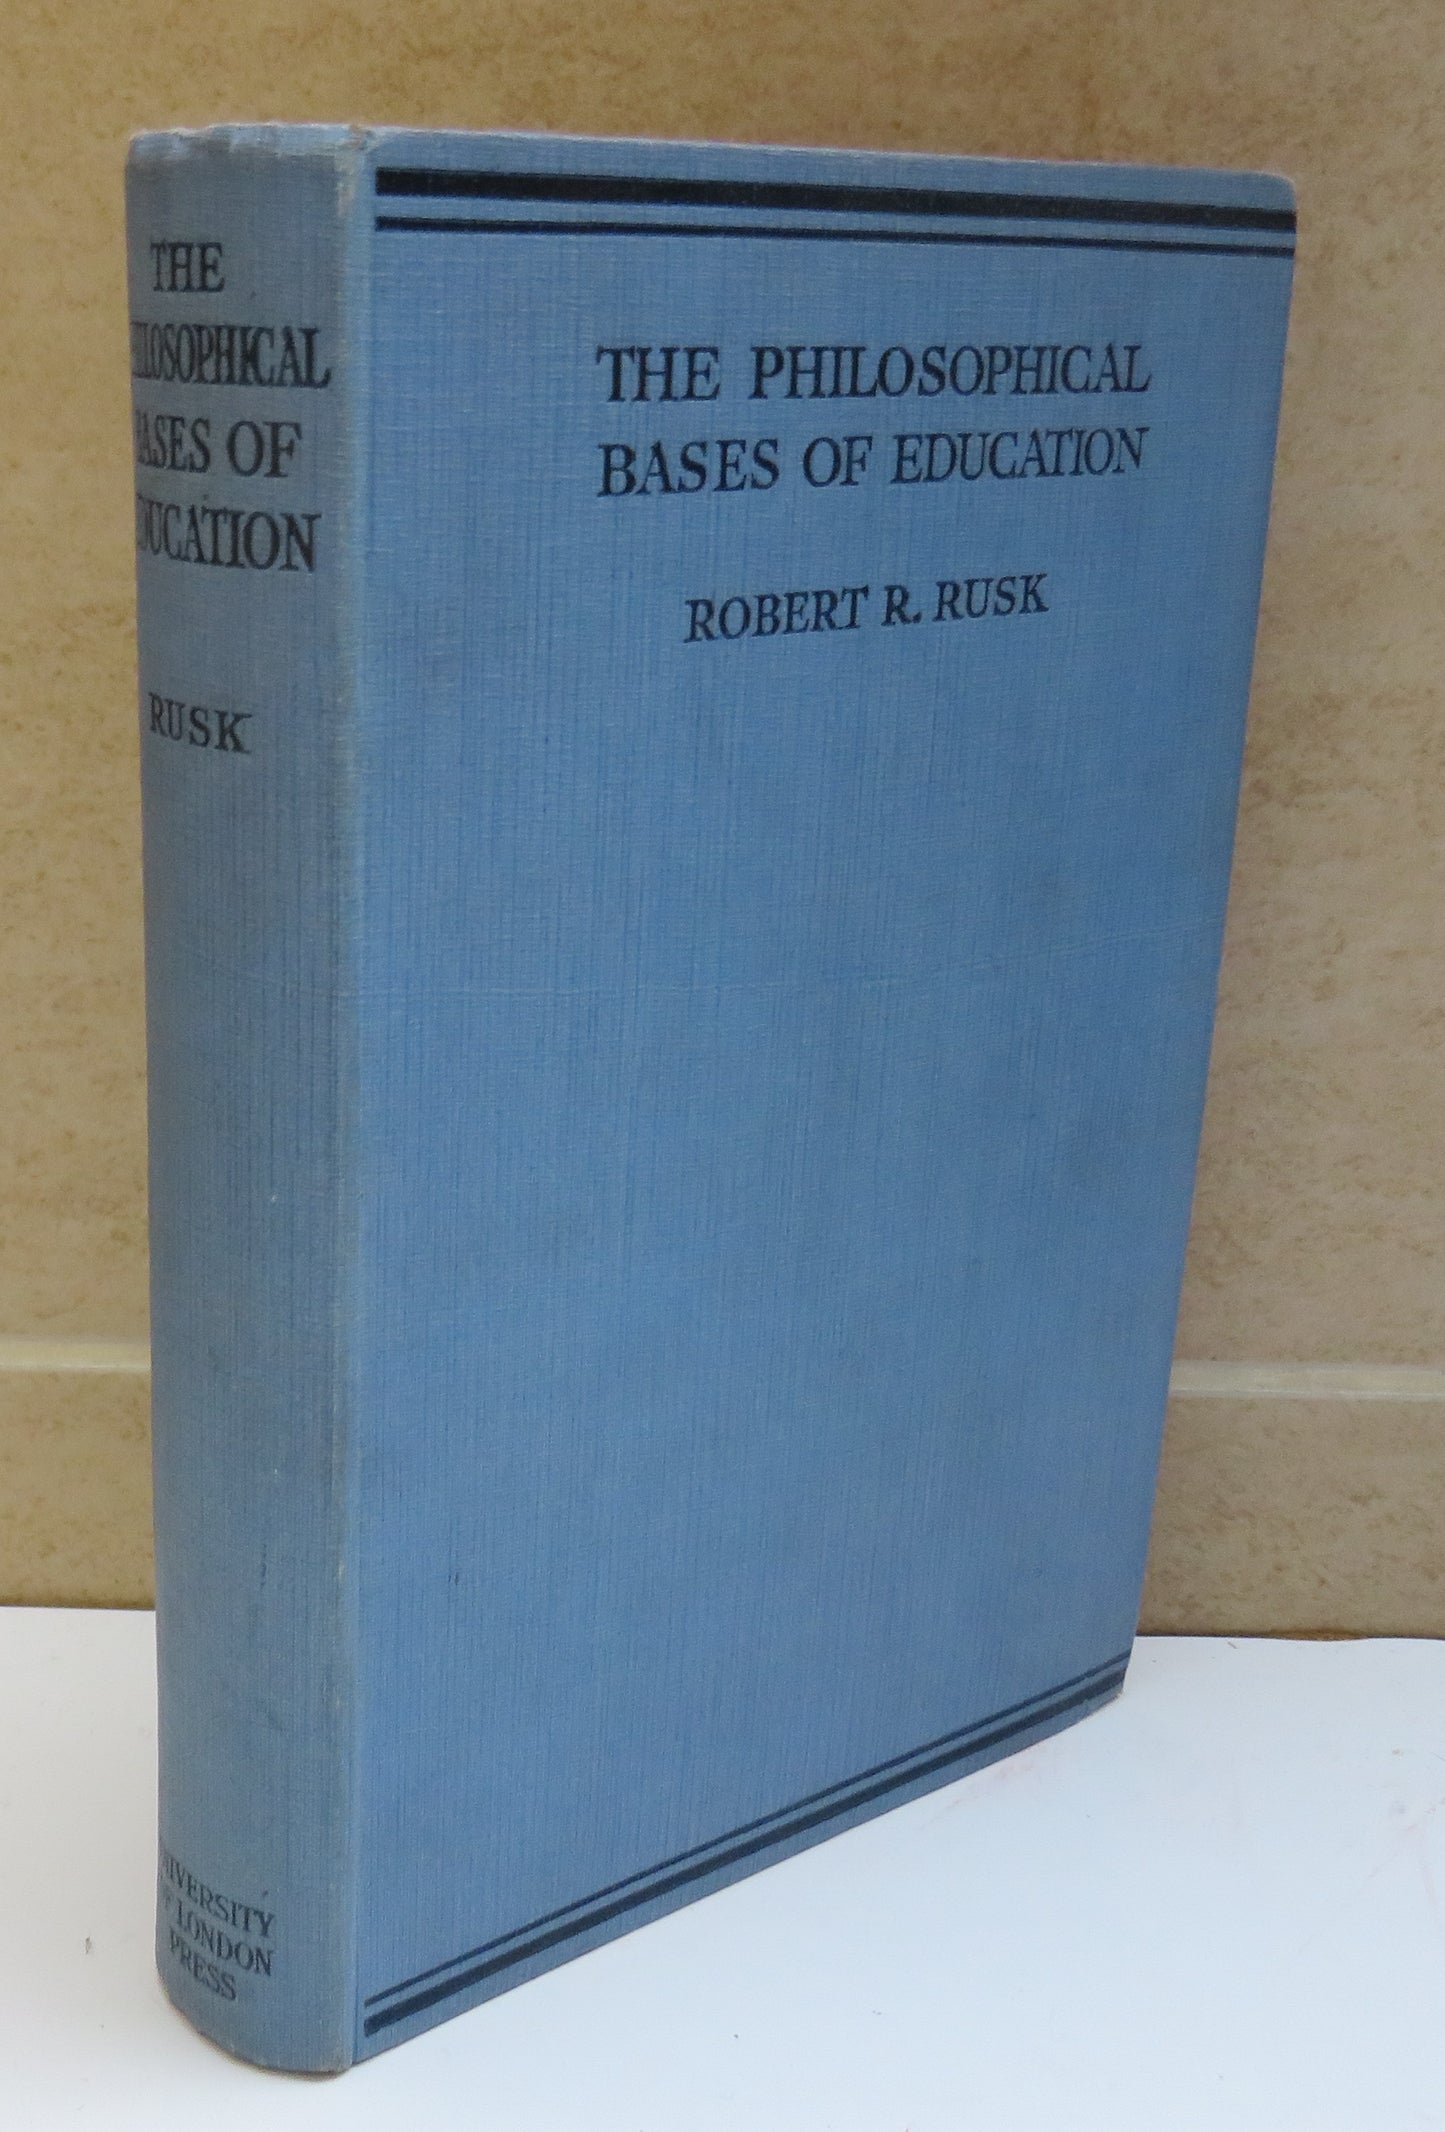 THE
PHILOSOPHICAL
BASES OF
EDUCATION
RUSK
UNIVERSITY
OF LONDON
PRESS
THE PHILOSOPHICAL
BASES OF EDUCATION
ROBERT R. RUSK